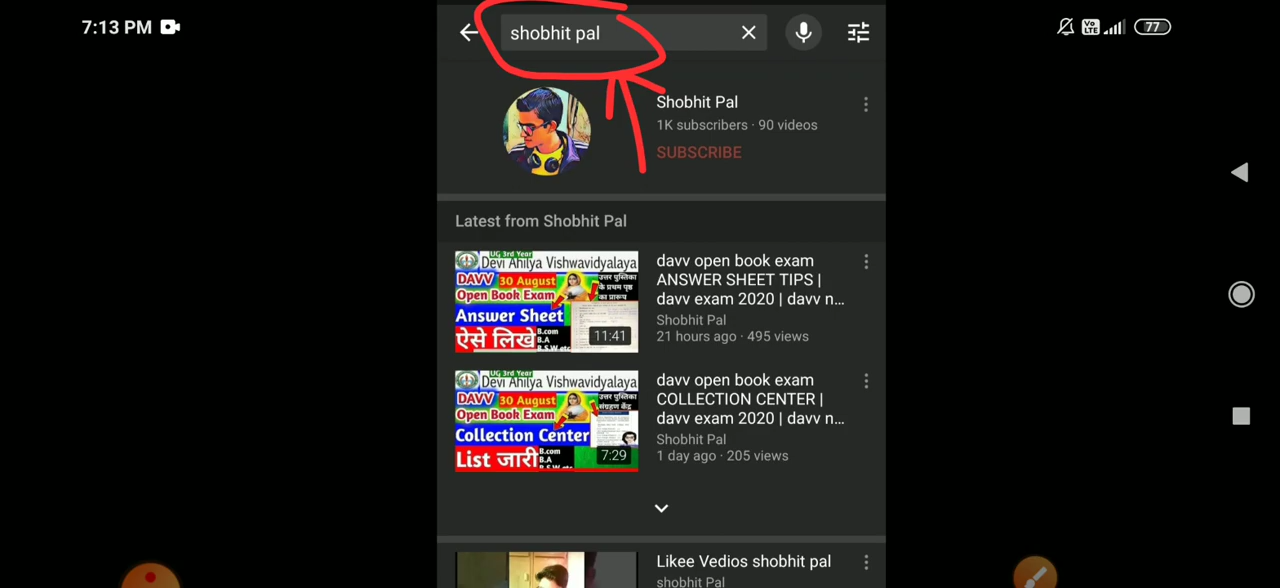 7:13 PM
Vo LTE
77
shobhit pal
Shobhit Pal
1K subscribers · 90 videos
SUBSCRIBE
Latest from Shobhit Pal
UG 3rd Year
Devi Ahilya Vishwavidyalaya
DAVV 30 August
उत्तर पुस्तिका
के प्रथम पृष्ठ
का प्रारूप
Open Book Exam
Answer Sheet
ऐसे लिखें
B.com
B.A
B.S.W.etc
11:41
davv open book exam
ANSWER SHEET TIPS |
davv exam 2020 | davv n...
Shobhit Pal
21 hours ago · 495 views
UG 3rd Year
Devi Ahilya Vishwavidyalaya
DAVV 30 August
उत्तर पुस्तिका
संग्रहण केंद्र
Open Book Exam
Collection Center
List जारी
B.com
B.A
B.S.W.etc
7:29
davv open book exam
COLLECTION CENTER |
davv exam 2020 | davv n...
Shobhit Pal
1 day ago · 205 views
Likee Vedios shobhit pal
shobhit Pal